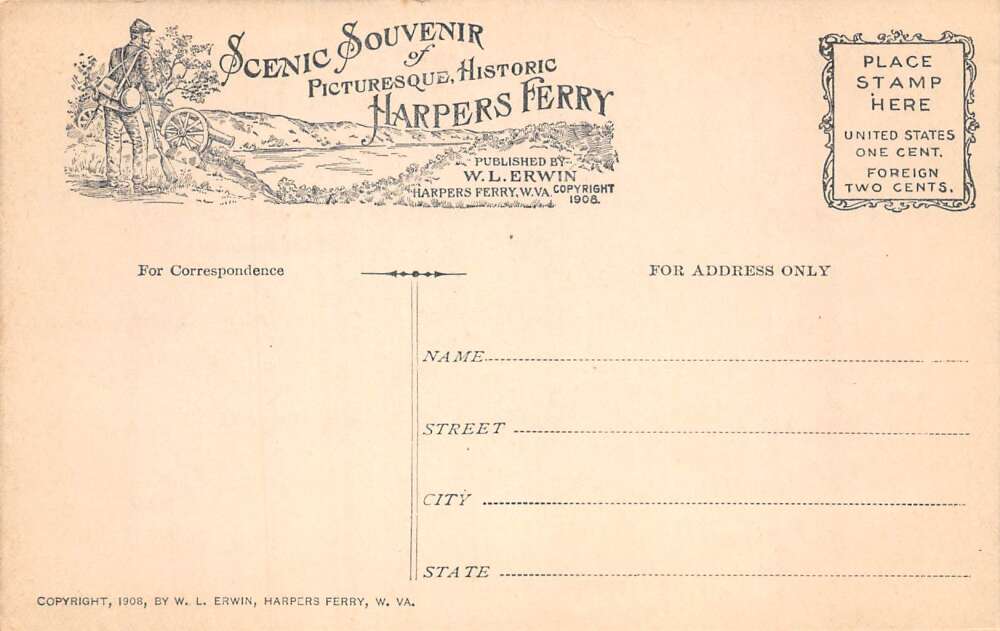 SCENIC SOUVENIR
of
PICTURESQUE, HISTORIC
HARPERS FERRY
PUBLISHED BY
W. L. ERWIN
HARPERS FERRY, W. VA. COPYRIGHT
1908.
PLACE
STAMP
HERE
UNITED STATES
ONE CENT.
FOREIGN
TWO CENTS.
For Correspondence
FOR ADDRESS ONLY
NAME
STREET
CITY
STATE
COPYRIGHT, 1908, BY W. L. ERWIN, HARPERS FERRY, W. VA.